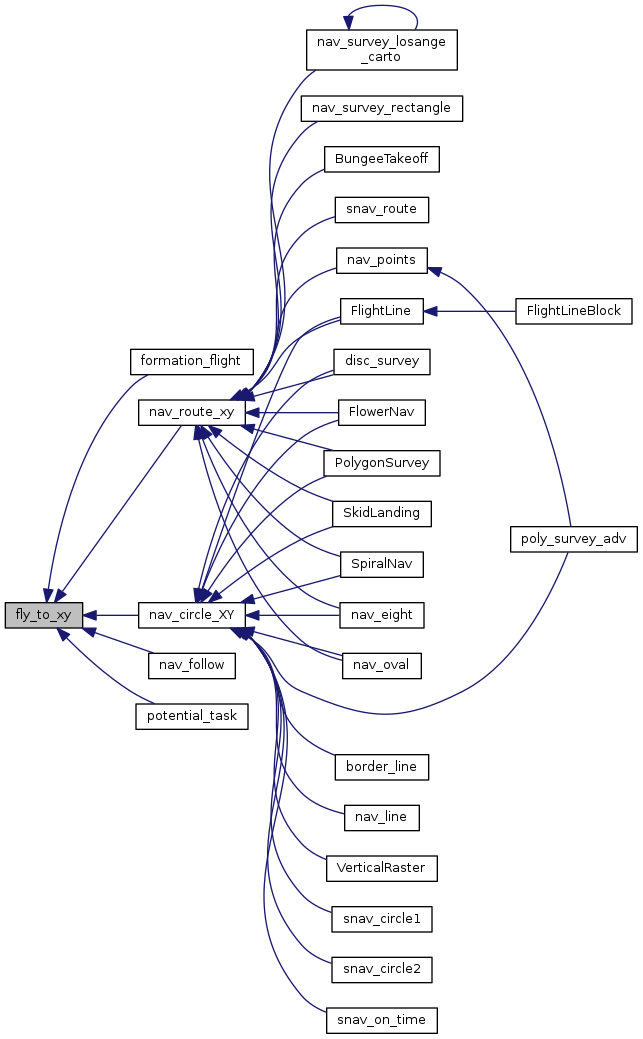 nav_survey_losange
_carto
nav_survey_rectangle
BungeeTakeoff
snav_route
nav_points
FlightLine
FlightLineBlock
formation_flight
disc_survey
nav_route_xy
FlowerNav
PolygonSurvey
SkidLanding
poly_survey_adv
SpiralNav
fly_to_xy
nav_circle_XY
nav_eight
nav_follow
nav_oval
potential_task
border_line
nav_line
VerticalRaster
snav_circle1
snav_circle2
snav_on_time